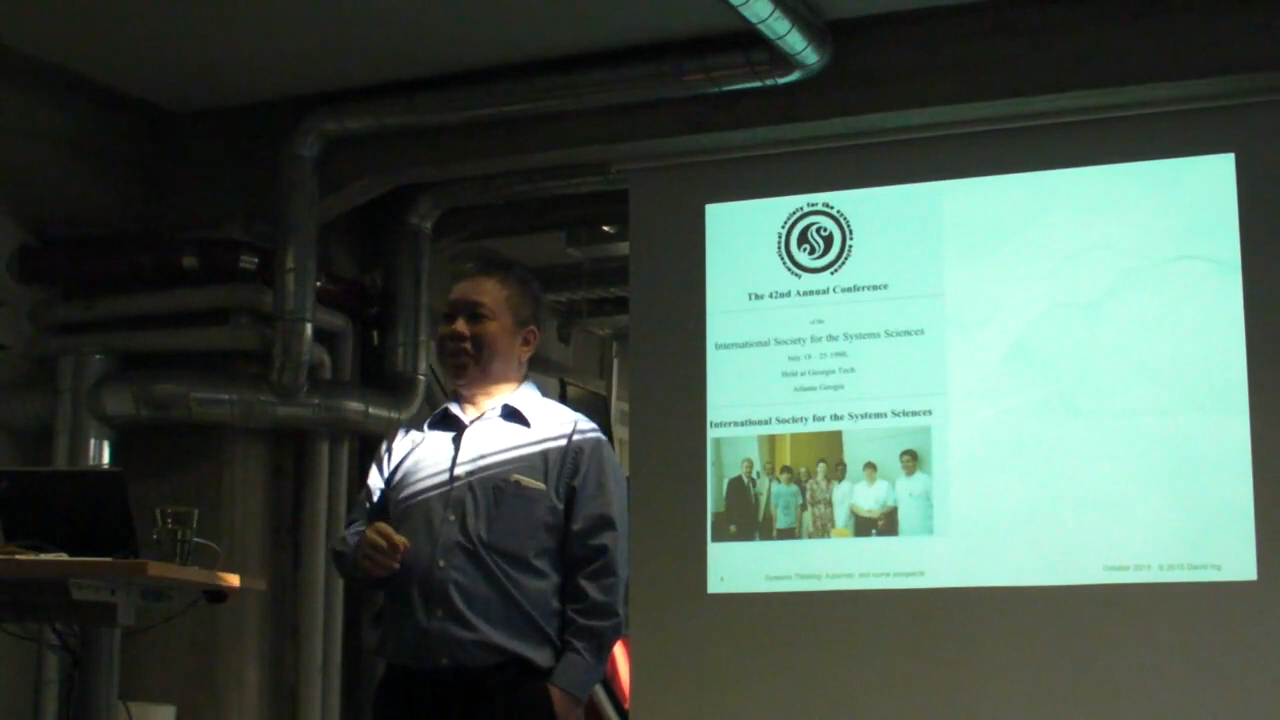 international society for the systems sciences
The 42nd Annual Conference
of the
International Society for the Systems Sciences
July 19 - 25 1998,
Held at Georgia Tech
Atlanta Georgia
International Society for the Systems Sciences
Systems Thinking: and some prospects
October 2015 © 2015 David Ing